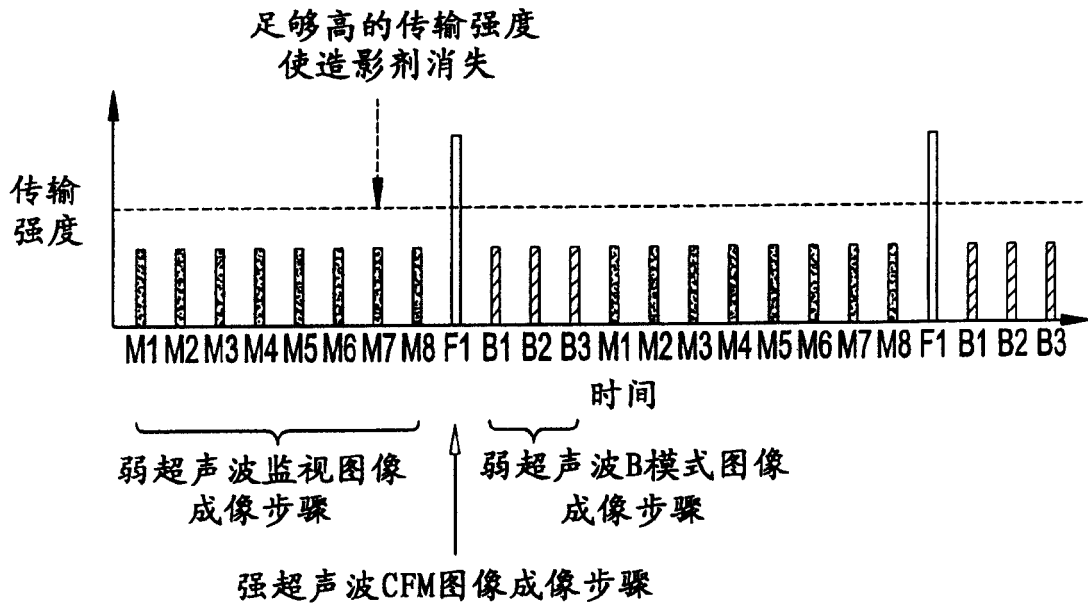 足够高的传输强度
使造影剂消失
传输
强度
M1 M2 M3 M4 M5 M6 M7 M8 F1 B1 B2 B3 M1 M2 M3 M4 M5 M6 M7 M8 F1 B1 B2 B3
时间
弱超声波监视图像
成像步骤
弱超声波B模式图像
成像步骤
强超声波CFM图像成像步骤